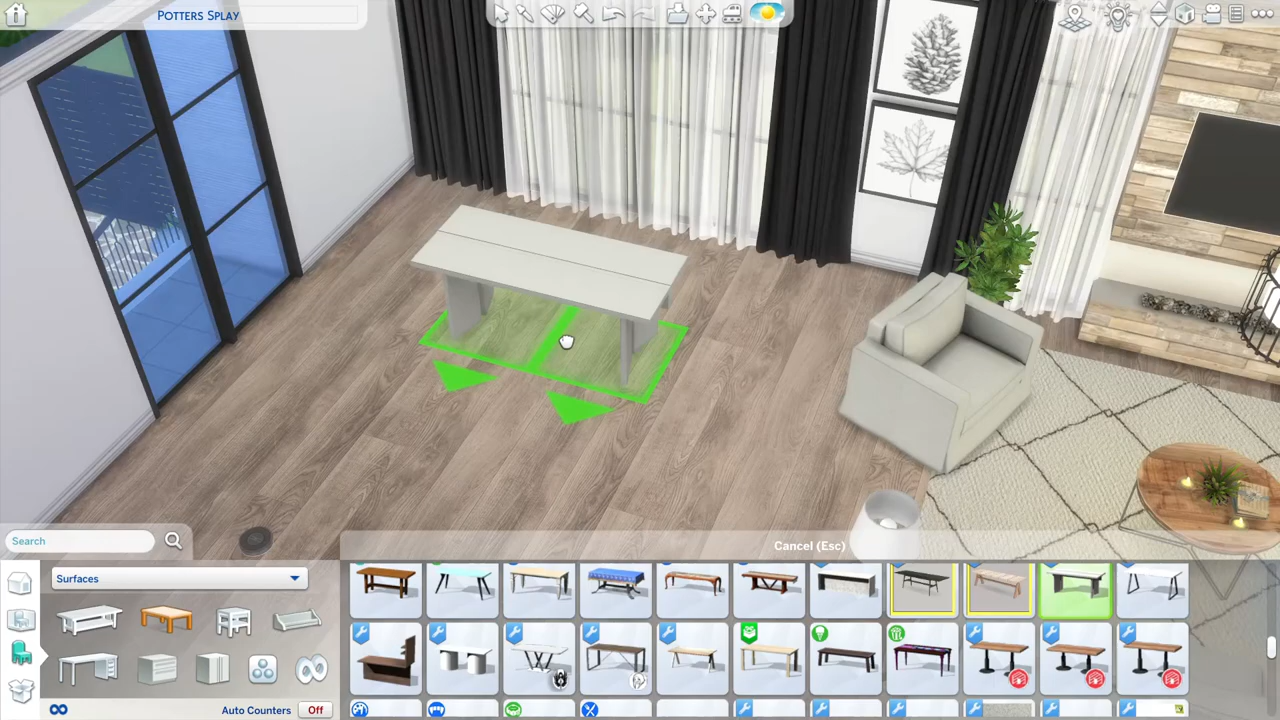 POTTERS SPLAY
Cancel (Esc)
Search
Surfaces
Auto Counters
Off